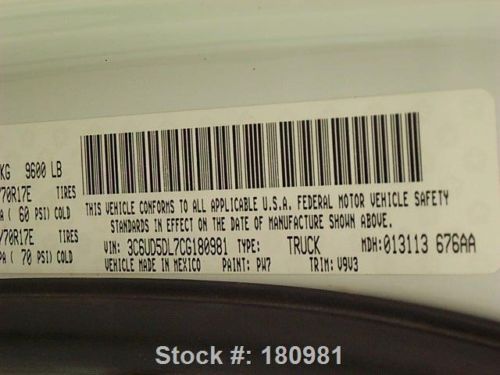 KG 9600 LB
/70R17E TIRES
A ( 60 PSI) COLD
/70R17E TIRES
PA ( 70 PSI) COLD
THIS VEHICLE CONFORMS TO ALL APPLICABLE U.S.A. FEDERAL MOTOR VEHICLE SAFETY
STANDARDS IN EFFECT ON THE DATE OF MANUFACTURE SHOWN ABOVE.
VIN: 3C6UD5DL7CG180981 TYPE: TRUCK MDH: 013113 676AA
VEHICLE MADE IN MEXICO PAINT: PW7 TRIM: V9V3
Stock #: 180981